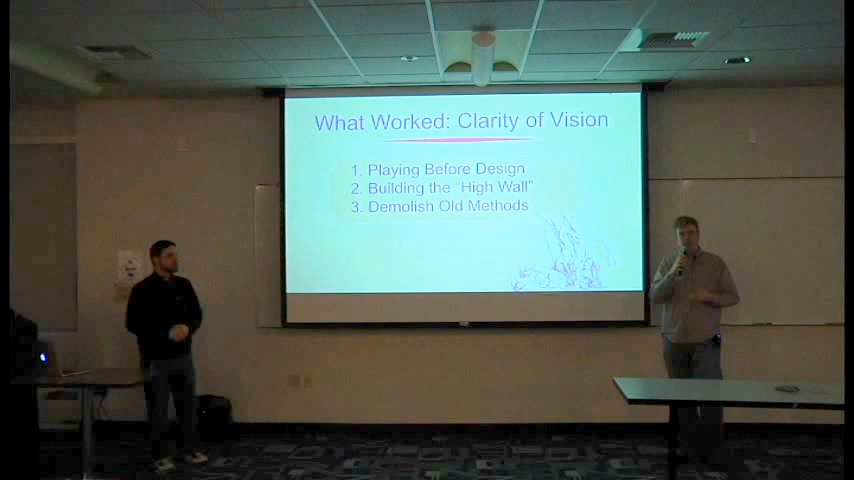 What Worked: Clarity of Vision
1. Playing Before Design
2. Building the "High Wall"
3. Demolish Old Methods